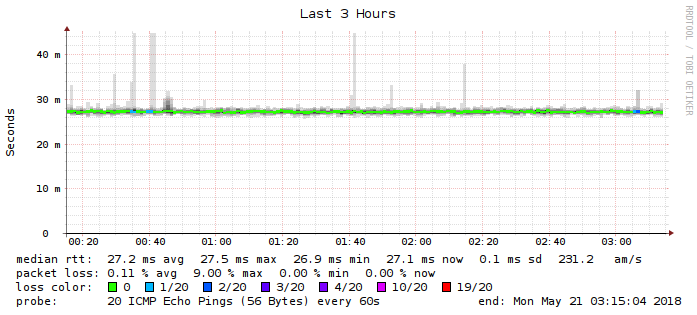 Last 3 Hours
RRDTOOL / TOBI OETIKER
Seconds
40 m
30 m
20 m
10 m
0
00:20 00:40 01:00 01:20 01:40 02:00 02:20 02:40 03:00
median rtt: 27.2 ms avg 27.5 ms max 26.9 ms min 27.1 ms now 0.1 ms sd 231.2 am/s
packet loss: 0.11 % avg 9.00 % max 0.00 % min 0.00 % now
loss color: 0 1/20 2/20 3/20 4/20 10/20 19/20
probe: 20 ICMP Echo Pings (56 Bytes) every 60s end: Mon May 21 03:15:04 2018